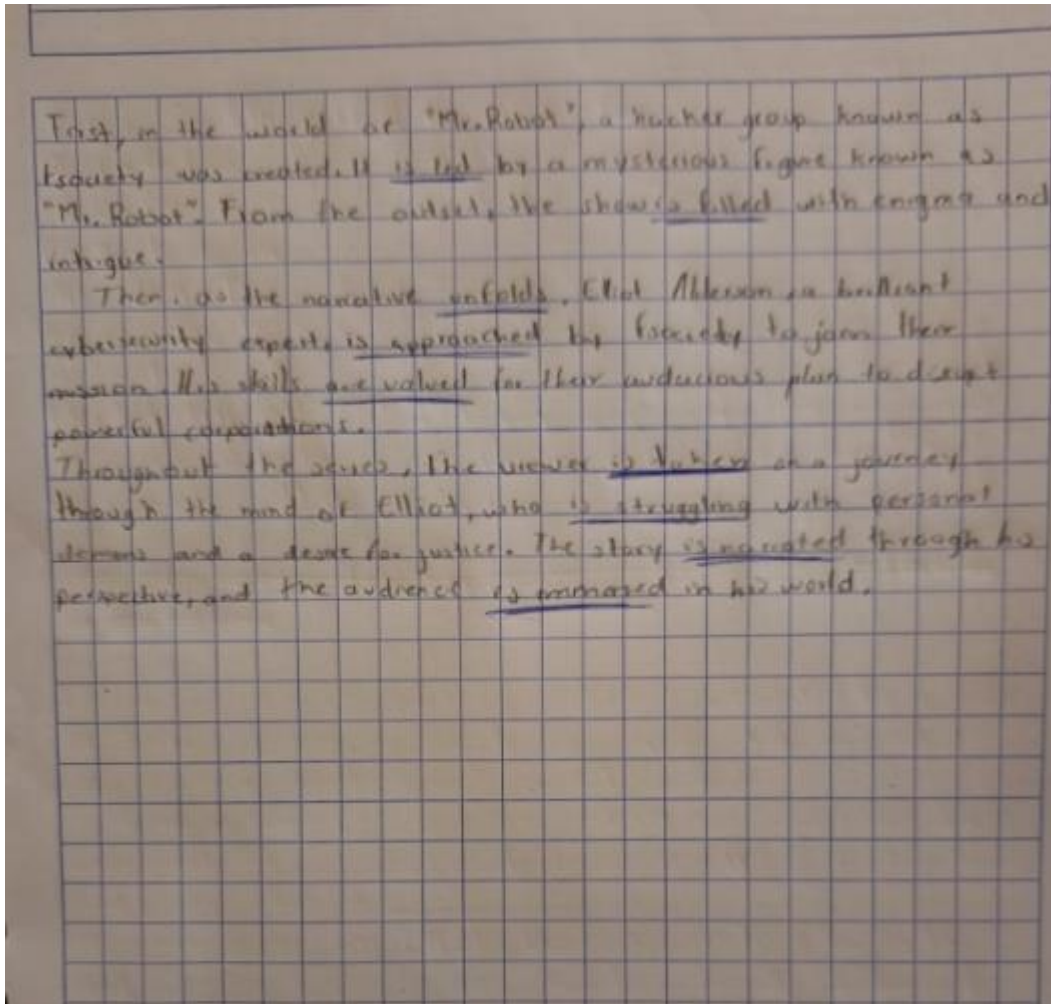 First, in the world of "Mr. Robot", a hacker group known as
fsociety was created. It is led by a mysterious figure known as
"Mr. Robot". From the outset, the show is filled with enigma and
intrigue.
Then, as the narrative unfolds, Elliot Alderson, a brilliant
cybersecurity expert, is approached by fsociety to join their
mission. His skills are valued for their audacious plan to disrupt
powerful corporations.
Throughout the series, the viewer is taken on a journey
through the mind of Elliot, who is struggling with personal
demons and a desire for justice. The story is narrated through his
perspective, and the audience is in his world.